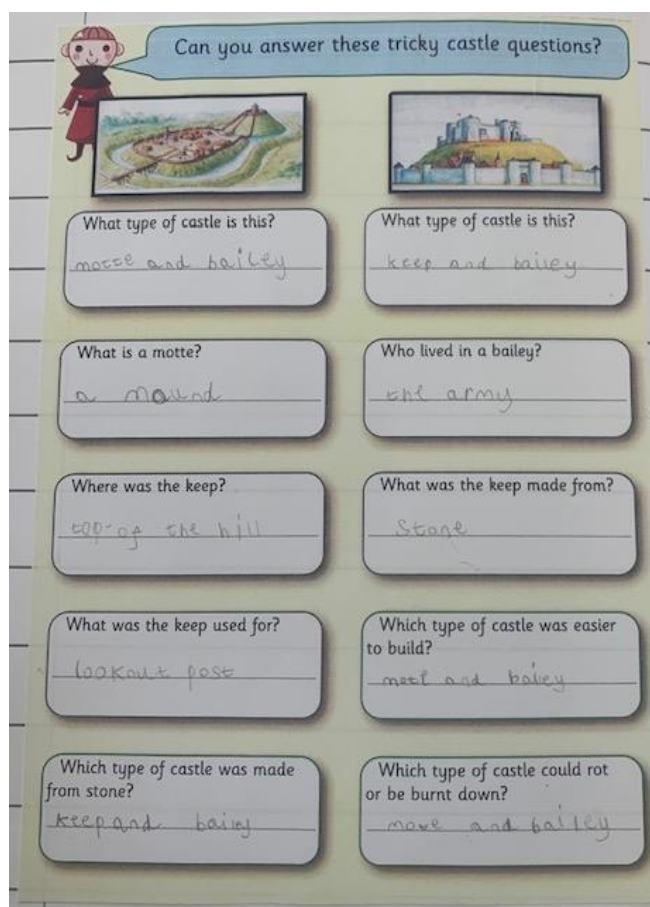 Can you answer these tricky castle questions?
What type of castle is this?
motte and bailey
What type of castle is this?
keep and bailey
What is a motte?
a mound
Who lived in a bailey?
the army
Where was the keep?
top of the hill
What was the keep made from?
Stone
What was the keep used for?
lookout post
Which type of castle was easier
to build?
and
Which type of castle was made
from stone?
keep and
Which type of castle could rot
or be burnt down?
and bailey